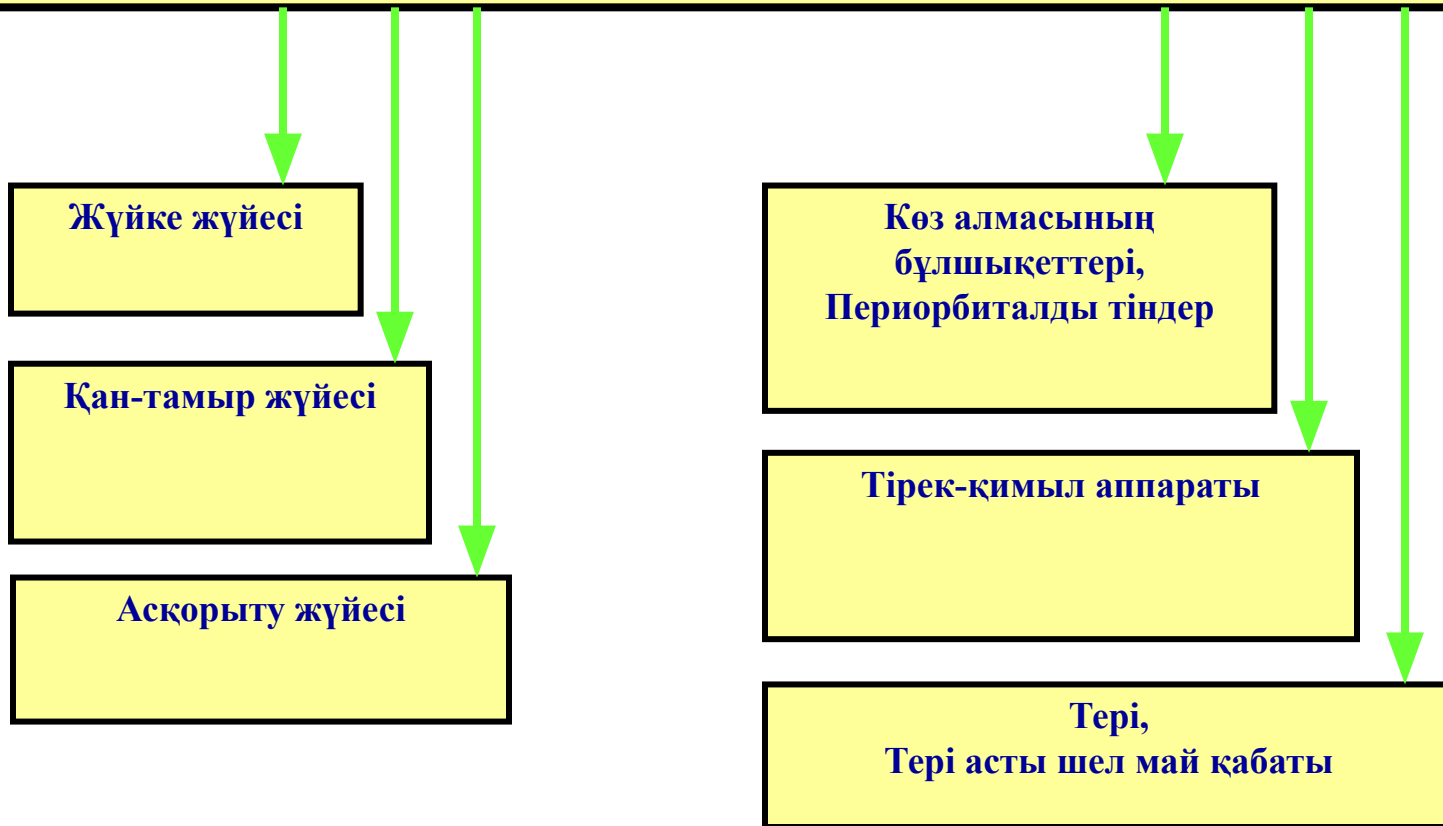 Жүйке жүйесі
Қан-тамыр жүйесі
Асқорыту жүйесі
Көз алмасының
бұлшықеттері,
Периорбиталды тіндер
Тірек-қимыл аппараты
Тері,
Тері асты шел май қабаты